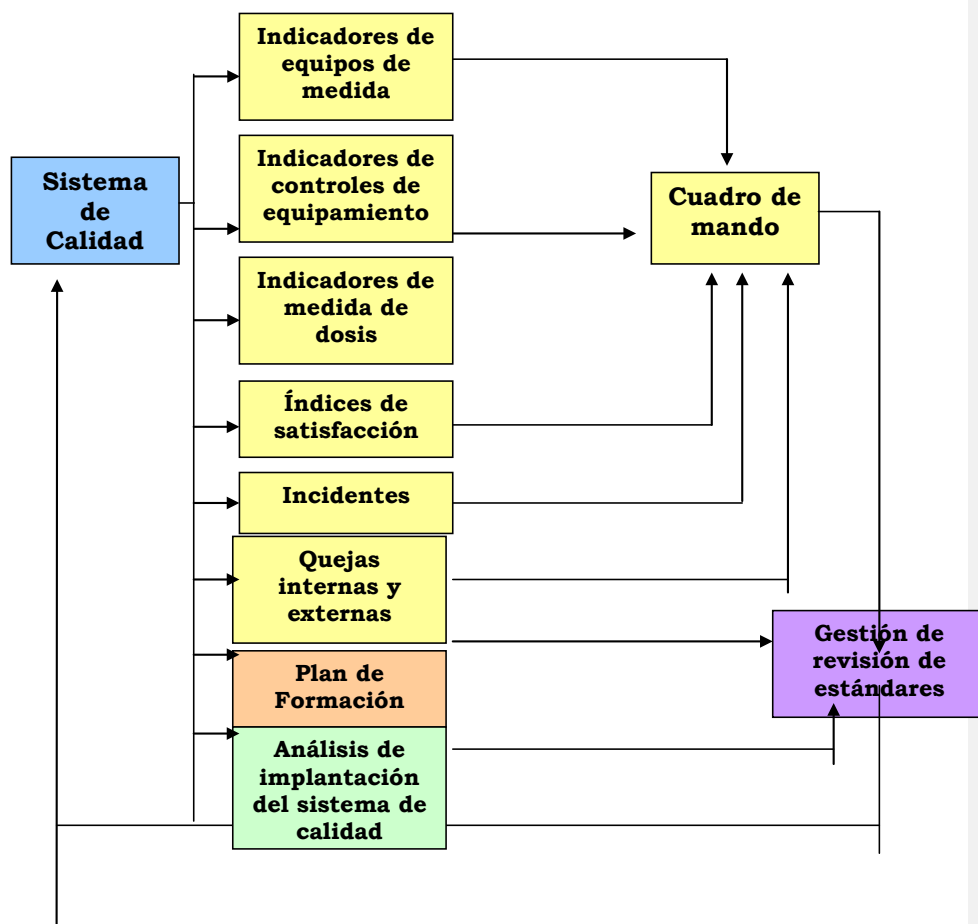 Indicadores de
equipos de
medida
Sistema
de
Calidad
Indicadores de
controles de
equipamiento
Cuadro de
mando
Indicadores de
medida de
dosis
Índices de
satisfacción
Incidentes
Quejas
internas y
externas
Gestión de
revisión de
estándares
Plan de
Formación
Análisis de
implantación
del sistema de
calidad